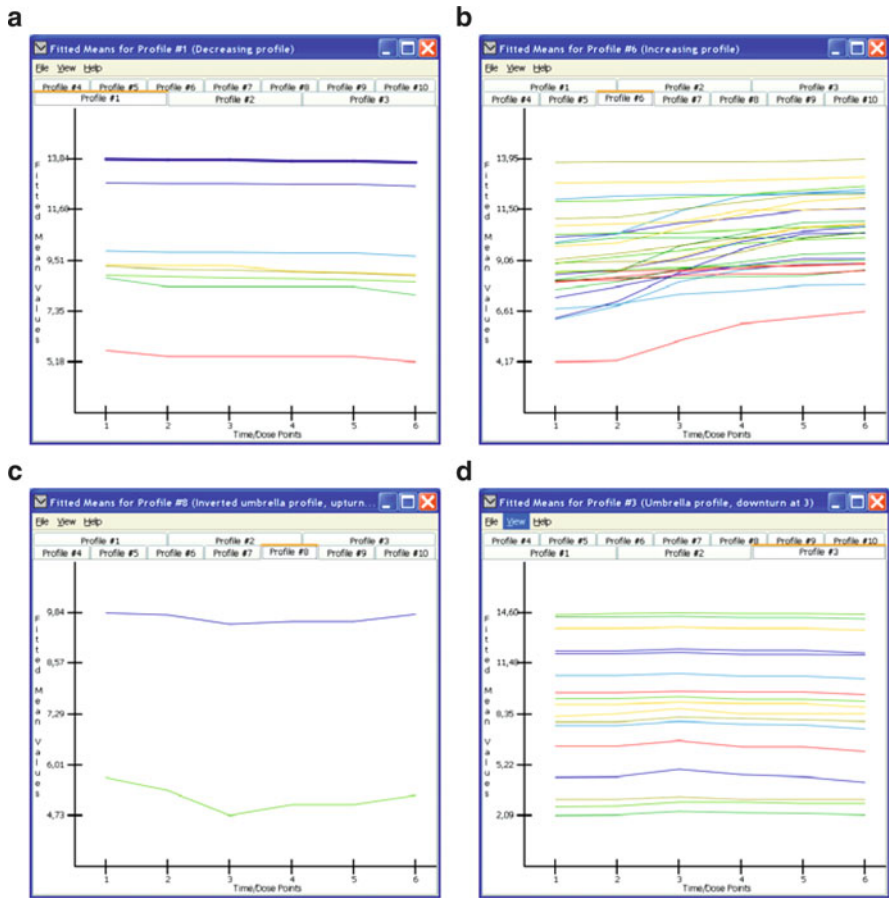 a
Fitted Means for Profile #1 (Decreasing profile)
File View Help
Profile #4 Profile #5 Profile #6 Profile #7 Profile #8 Profile #9 Profile #10
Profile #1 Profile #2 Profile #3
Fitted Mean Values
13,84
11,68
9,51
7,35
5,18
1 2 3 4 5 6
Time/Dose Points
b
Fitted Means for Profile #6 (Increasing profile)
File View Help
Profile #1 Profile #2 Profile #3
Profile #4 Profile #5 Profile #6 Profile #7 Profile #8 Profile #9 Profile #10
Fitted Mean Values
13,95
11,50
9,06
6,61
4,17
1 2 3 4 5 6
Time/Dose Points
c
Fitted Means for Profile #8 (Inverted umbrella profile, upturn...
File View Help
Profile #1 Profile #2 Profile #3
Profile #4 Profile #5 Profile #6 Profile #7 Profile #8 Profile #9 Profile #10
Fitted Mean Values
9,84
8,57
7,29
6,01
4,73
1 2 3 4 5 6
Time/Dose Points
d
Fitted Means for Profile #3 (Umbrella profile, downturn at 3)
File View Help
Profile #4 Profile #5 Profile #6 Profile #7 Profile #8 Profile #9 Profile #10
Profile #1 Profile #2 Profile #3
Fitted Mean Values
14,60
11,48
8,35
5,22
2,09
1 2 3 4 5 6
Time/Dose Points